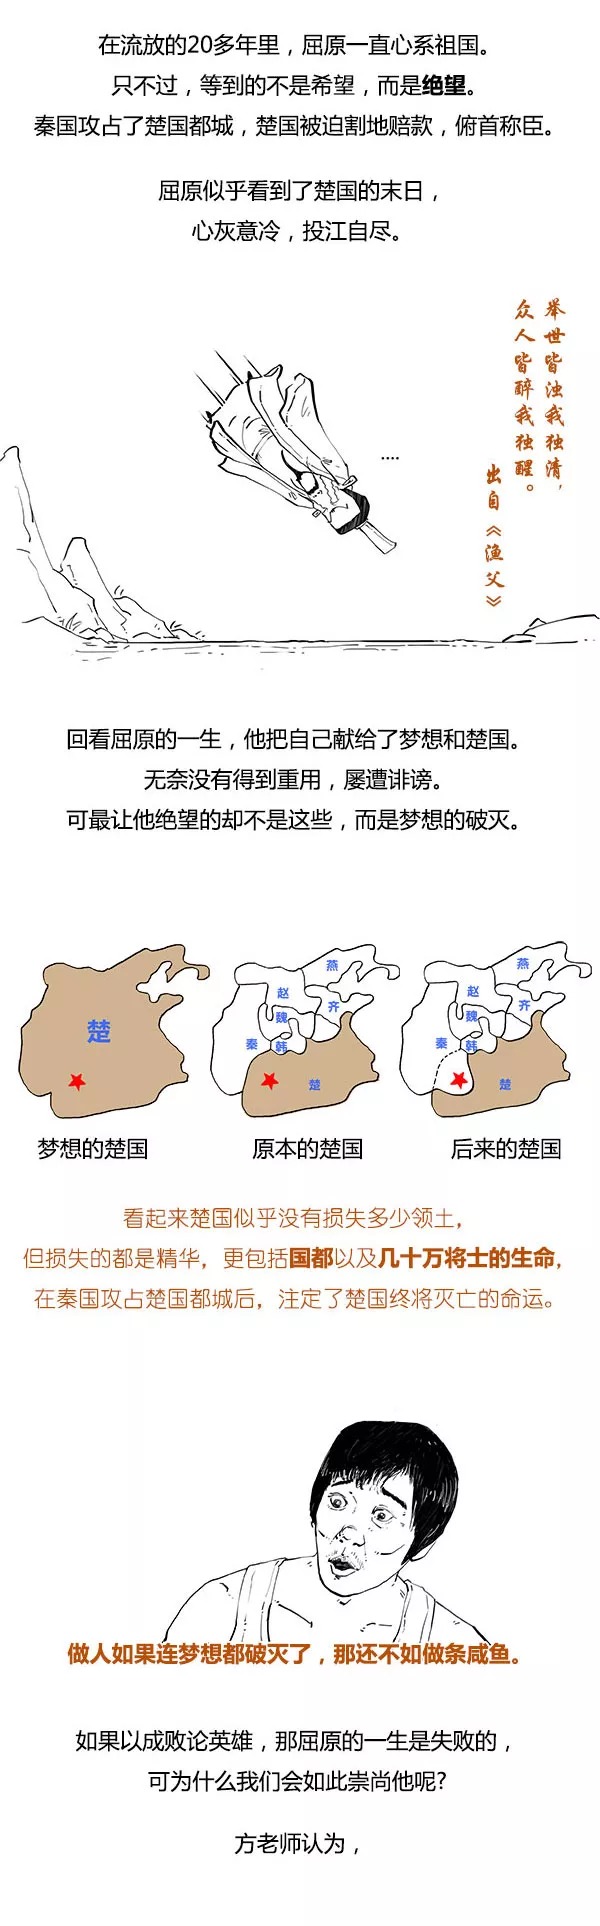 在流放的20多年里，屈原一直心系祖国。
只不过，等到的不是希望，而是绝望。
秦国攻占了楚国都城，楚国被迫割地赔款，俯首称臣。
屈原似乎看到了楚国的末日，
心灰意冷，投江自尽。
举世皆浊我独清，
众人皆醉我独醒。
出自《渔父》
....
回看屈原的一生，他把自己献给了梦想和楚国。
无奈没有得到重用，屡遭诽谤。
可最让他绝望的却不是这些，而是梦想的破灭。
楚
梦想的楚国
燕
赵
齐
魏
秦
韩
楚
原本的楚国
燕
赵
齐
魏
秦
韩
楚
后来的楚国
看起来楚国似乎没有损失多少领土，
但损失的都是精华，更包括国都以及几十万将士的生命，
在秦国攻占楚国都城后，注定了楚国终将灭亡的命运。
做人如果连梦想都破灭了，那还不如做条咸鱼。
如果以成败论英雄，那屈原的一生是失败的，
可为什么我们会如此崇尚他呢?
方老师认为，